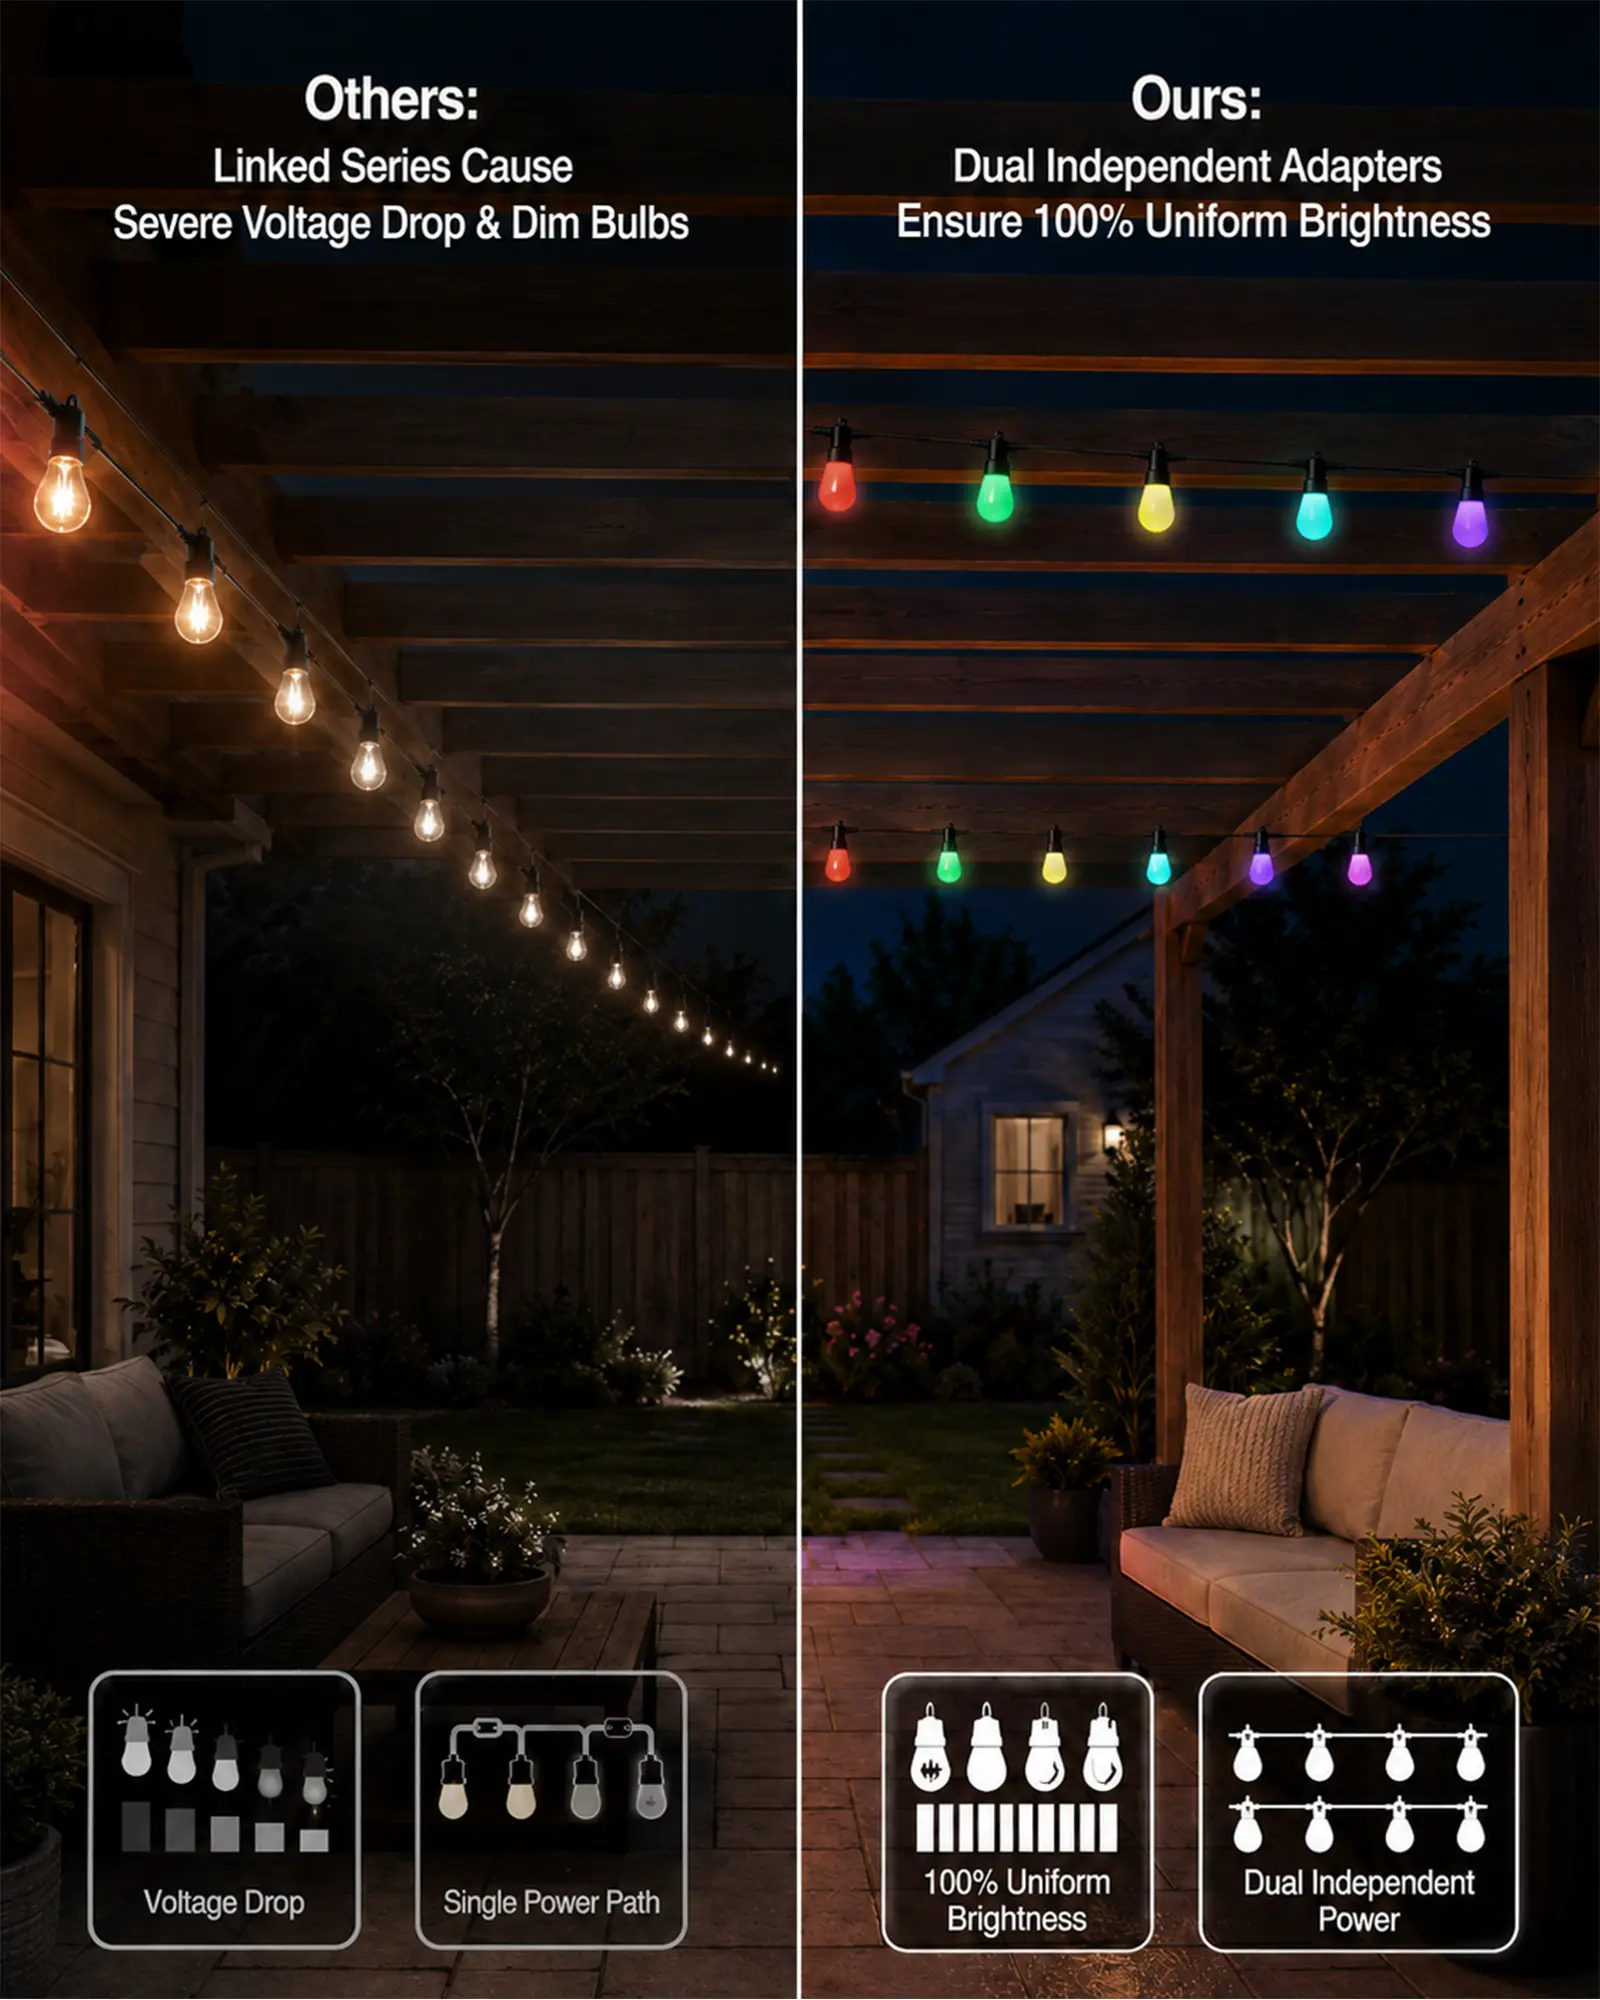 Others:
Linked Series Cause
Severe Voltage Drop & Dim Bulbs
Ours:
Dual Independent Adapters
Ensure 100% Uniform Brightness
Voltage Drop
Single Power Path
100% Uniform
Brightness
Dual Independent
Power